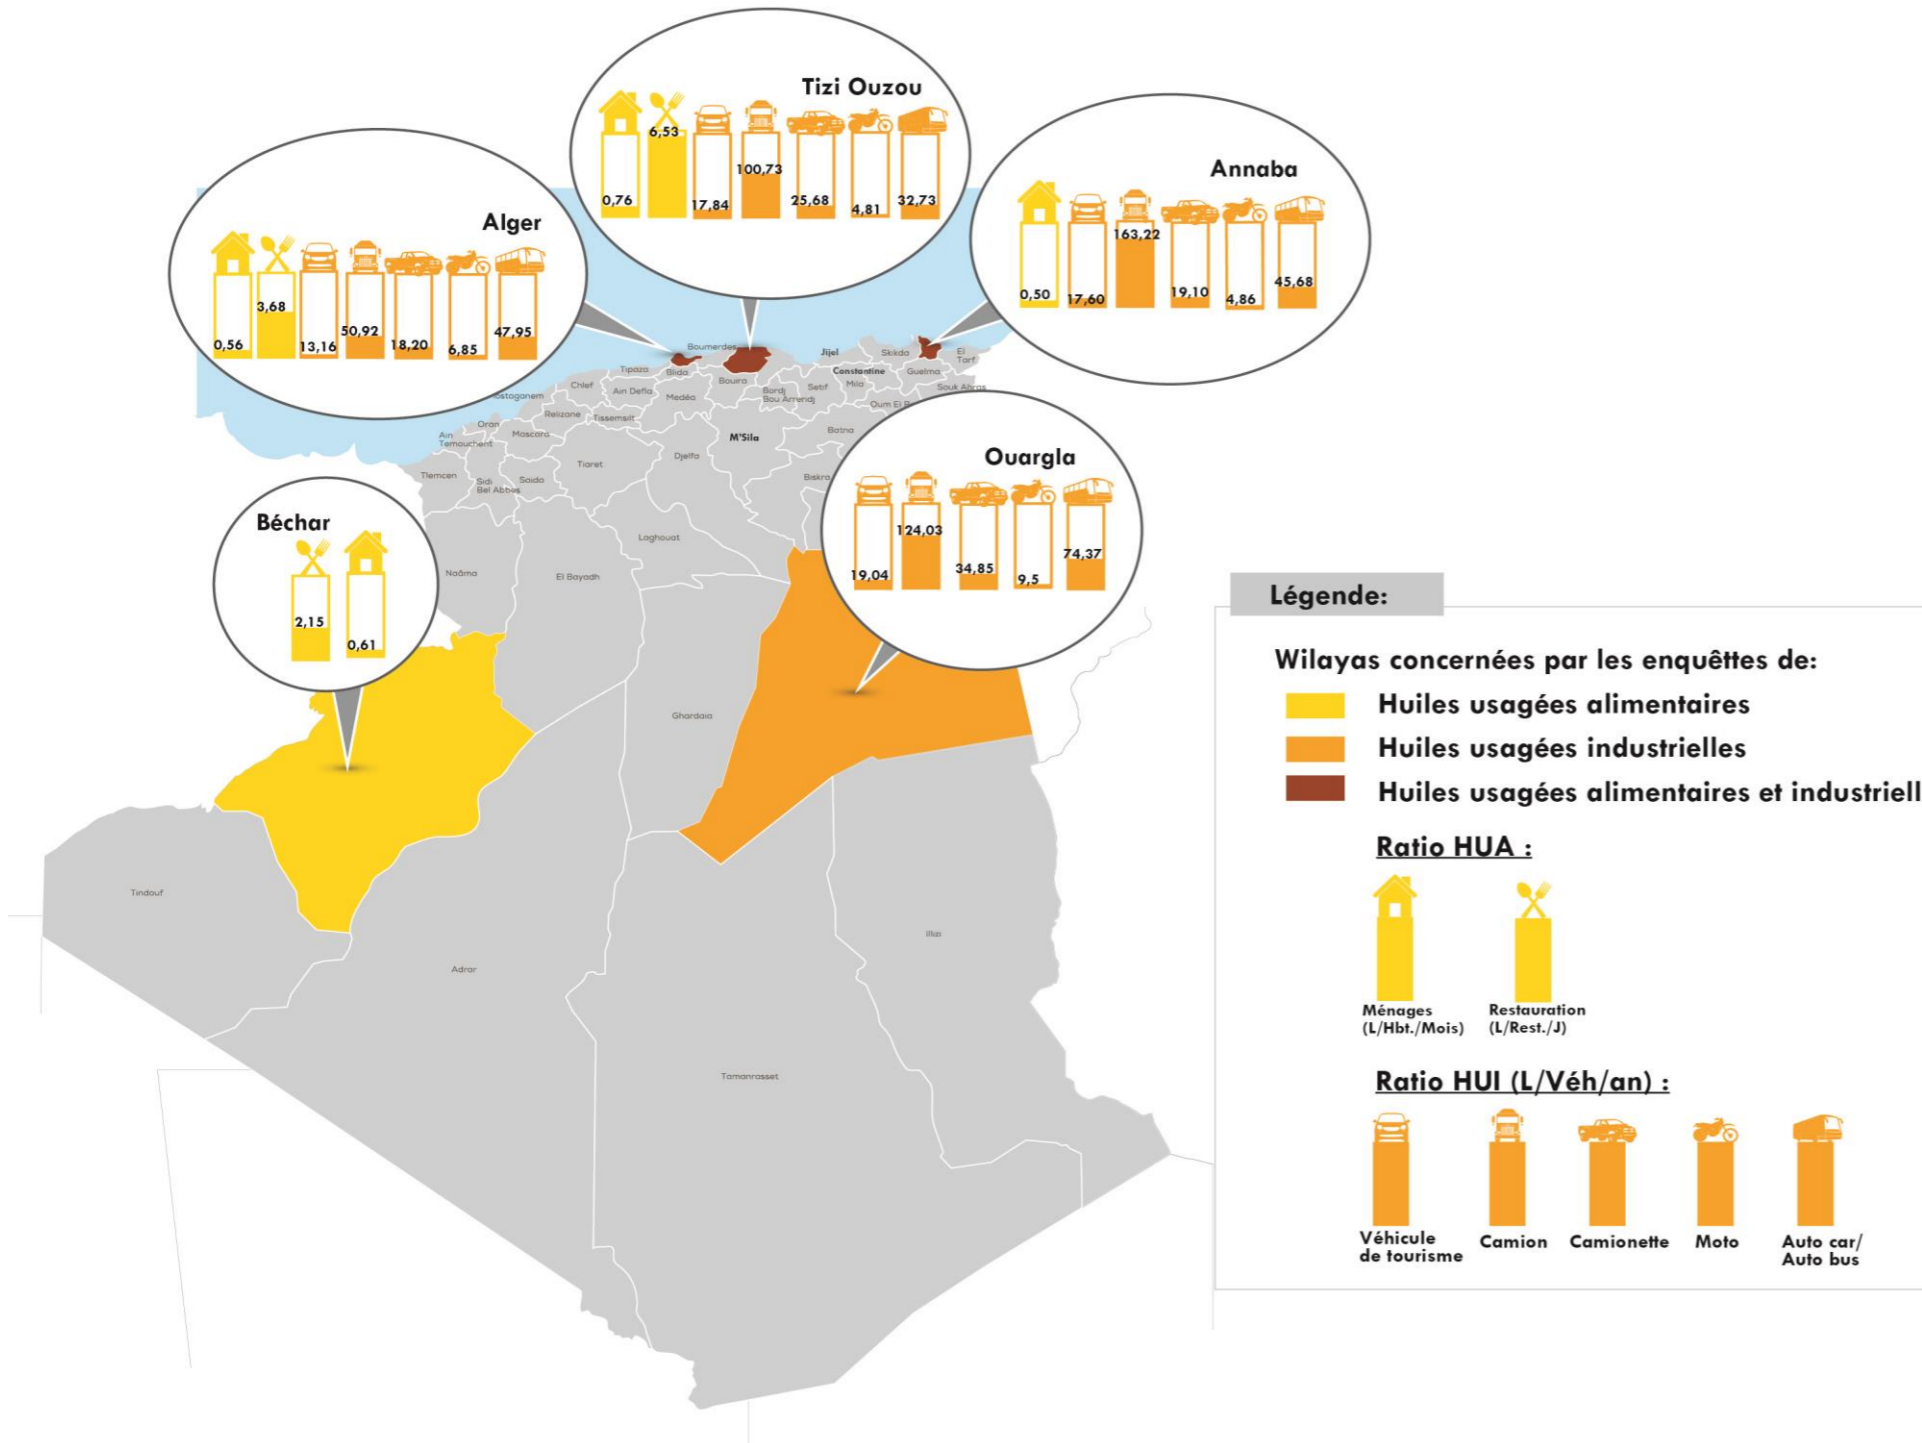 Tizi Ouzou
6,53
0,76
17,84
100,73
25,68
4,81
32,73
Annaba
0,50
17,60
163,22
19,10
4,86
45,68
Alger
0,56
3,68
13,16
50,92
18,20
6,85
47,95
Boumerdes
Jijel
Skikda
El
Tarf
Tipaza
Blida
Bouira
Constantine
Guelma
Chlef
Ain Defla
Medéa
Bordj
Bou Arrendj
Setif
Mila
Souk Ahras
ostaganem
Relizane
Tissemsilt
Oum El B
Oran
Mascara
M'Sila
Batna
Ain
Temouchent
Tiaret
Djelfa
Biskra
Tlemcen
Sidi
Bel Abbes
Saida
Ouargla
19,04
124,03
34,85
9,5
74,37
Béchar
2,15
0,61
Laghouat
Naâma
El Bayadh
Ghardaia
Tindouf
Adrar
Illizi
Tamanrasset
Légende:
Wilayas concernées par les enquêttes de:
Huiles usagées alimentaires
Huiles usagées industrielles
Huiles usagées alimentaires et industriell
Ratio HUA :
Ménages
(L/Hbt./Mois)
Restauration
(L/Rest./J)
Ratio HUI (L/Véh/an) :
Véhicule
de tourisme
Camion
Camionette
Moto
Auto car/
Auto bus